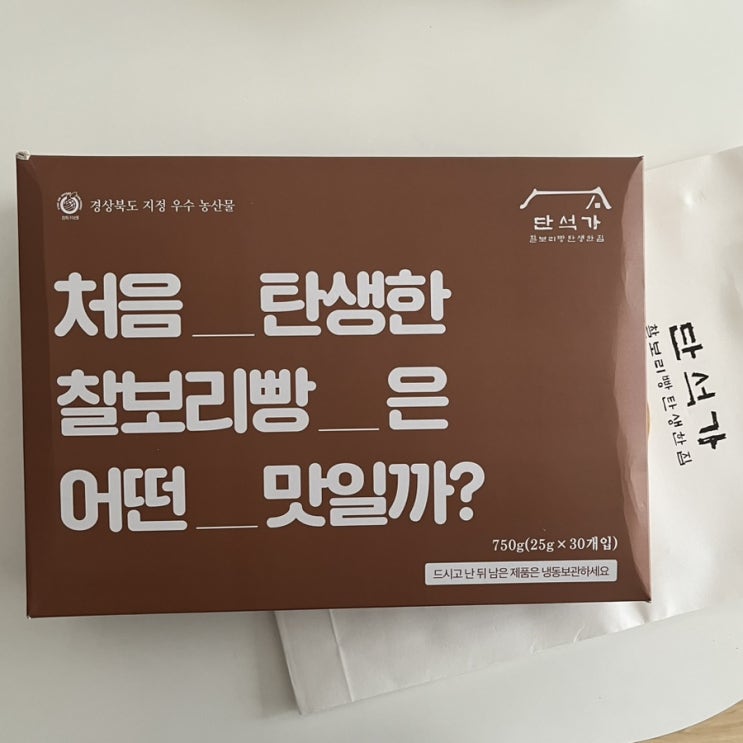 경상북도 지정 우수 농산물
단석가
찰보리빵 탄생한 집
처음 ___ 탄생한
찰보리빵 ___ 은
어떤 ___ 맛일까?
750g(25g×30개입)
드시고 난 뒤 남은 제품은 냉동보관하세요
단석가
찰보리빵 탄생한 집